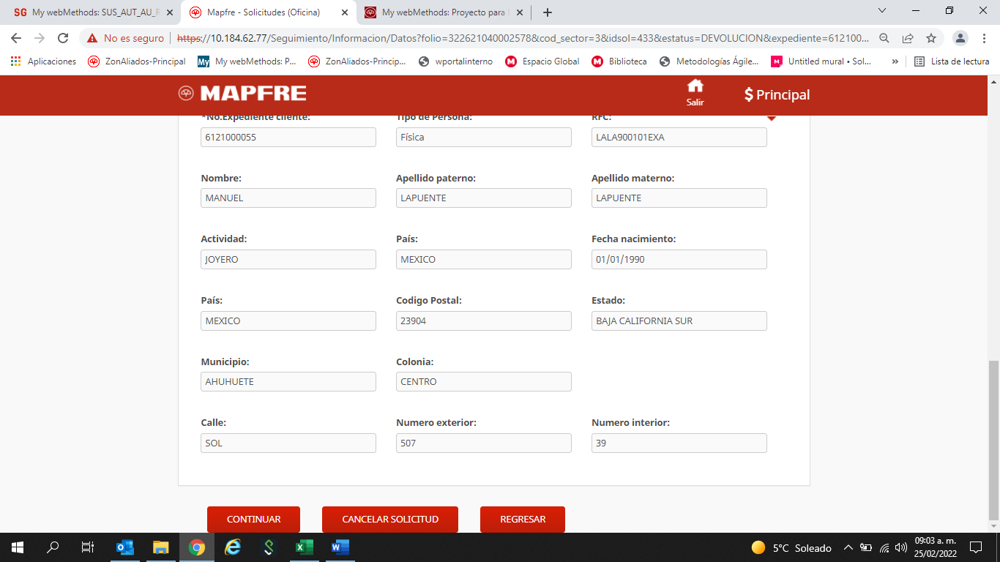 SG My webMethods: SUS_AUT_AU_R
Mapfre - Solicitudes (Oficina)
My webMethods: Proyecto para
No es seguro https://10.184.62.77/Seguimiento/Informacion/Datos?folio=322621040002578&cod_sector=3&idsol=433&estatus=DEVOLUCION&expediente=612100...
Aplicaciones ZonAliados-Principal My My webMethods: P... ZonAliados-Princip... wportalinterno M Espacio Global M Biblioteca Metodologías Ágile... Untitled mural • Sol... » Lista de lectura
MAPFRE Salir $ Principal
*No.Expediente cliente: Tipo de Persona: RFC:
6121000055 Física LALA900101EXA
Nombre: Apellido paterno: Apellido materno:
MANUEL LAPUENTE LAPUENTE
Actividad: País: Fecha nacimiento:
JOYERO MEXICO 01/01/1990
País: Codigo Postal: Estado:
MEXICO 23904 BAJA CALIFORNIA SUR
Municipio: Colonia:
AHUHUETE CENTRO
Calle: Numero exterior: Numero interior:
SOL 507 39
CONTINUAR CANCELAR SOLICITUD REGRESAR
5°C Soleado 09:03 a. m.
25/02/2022